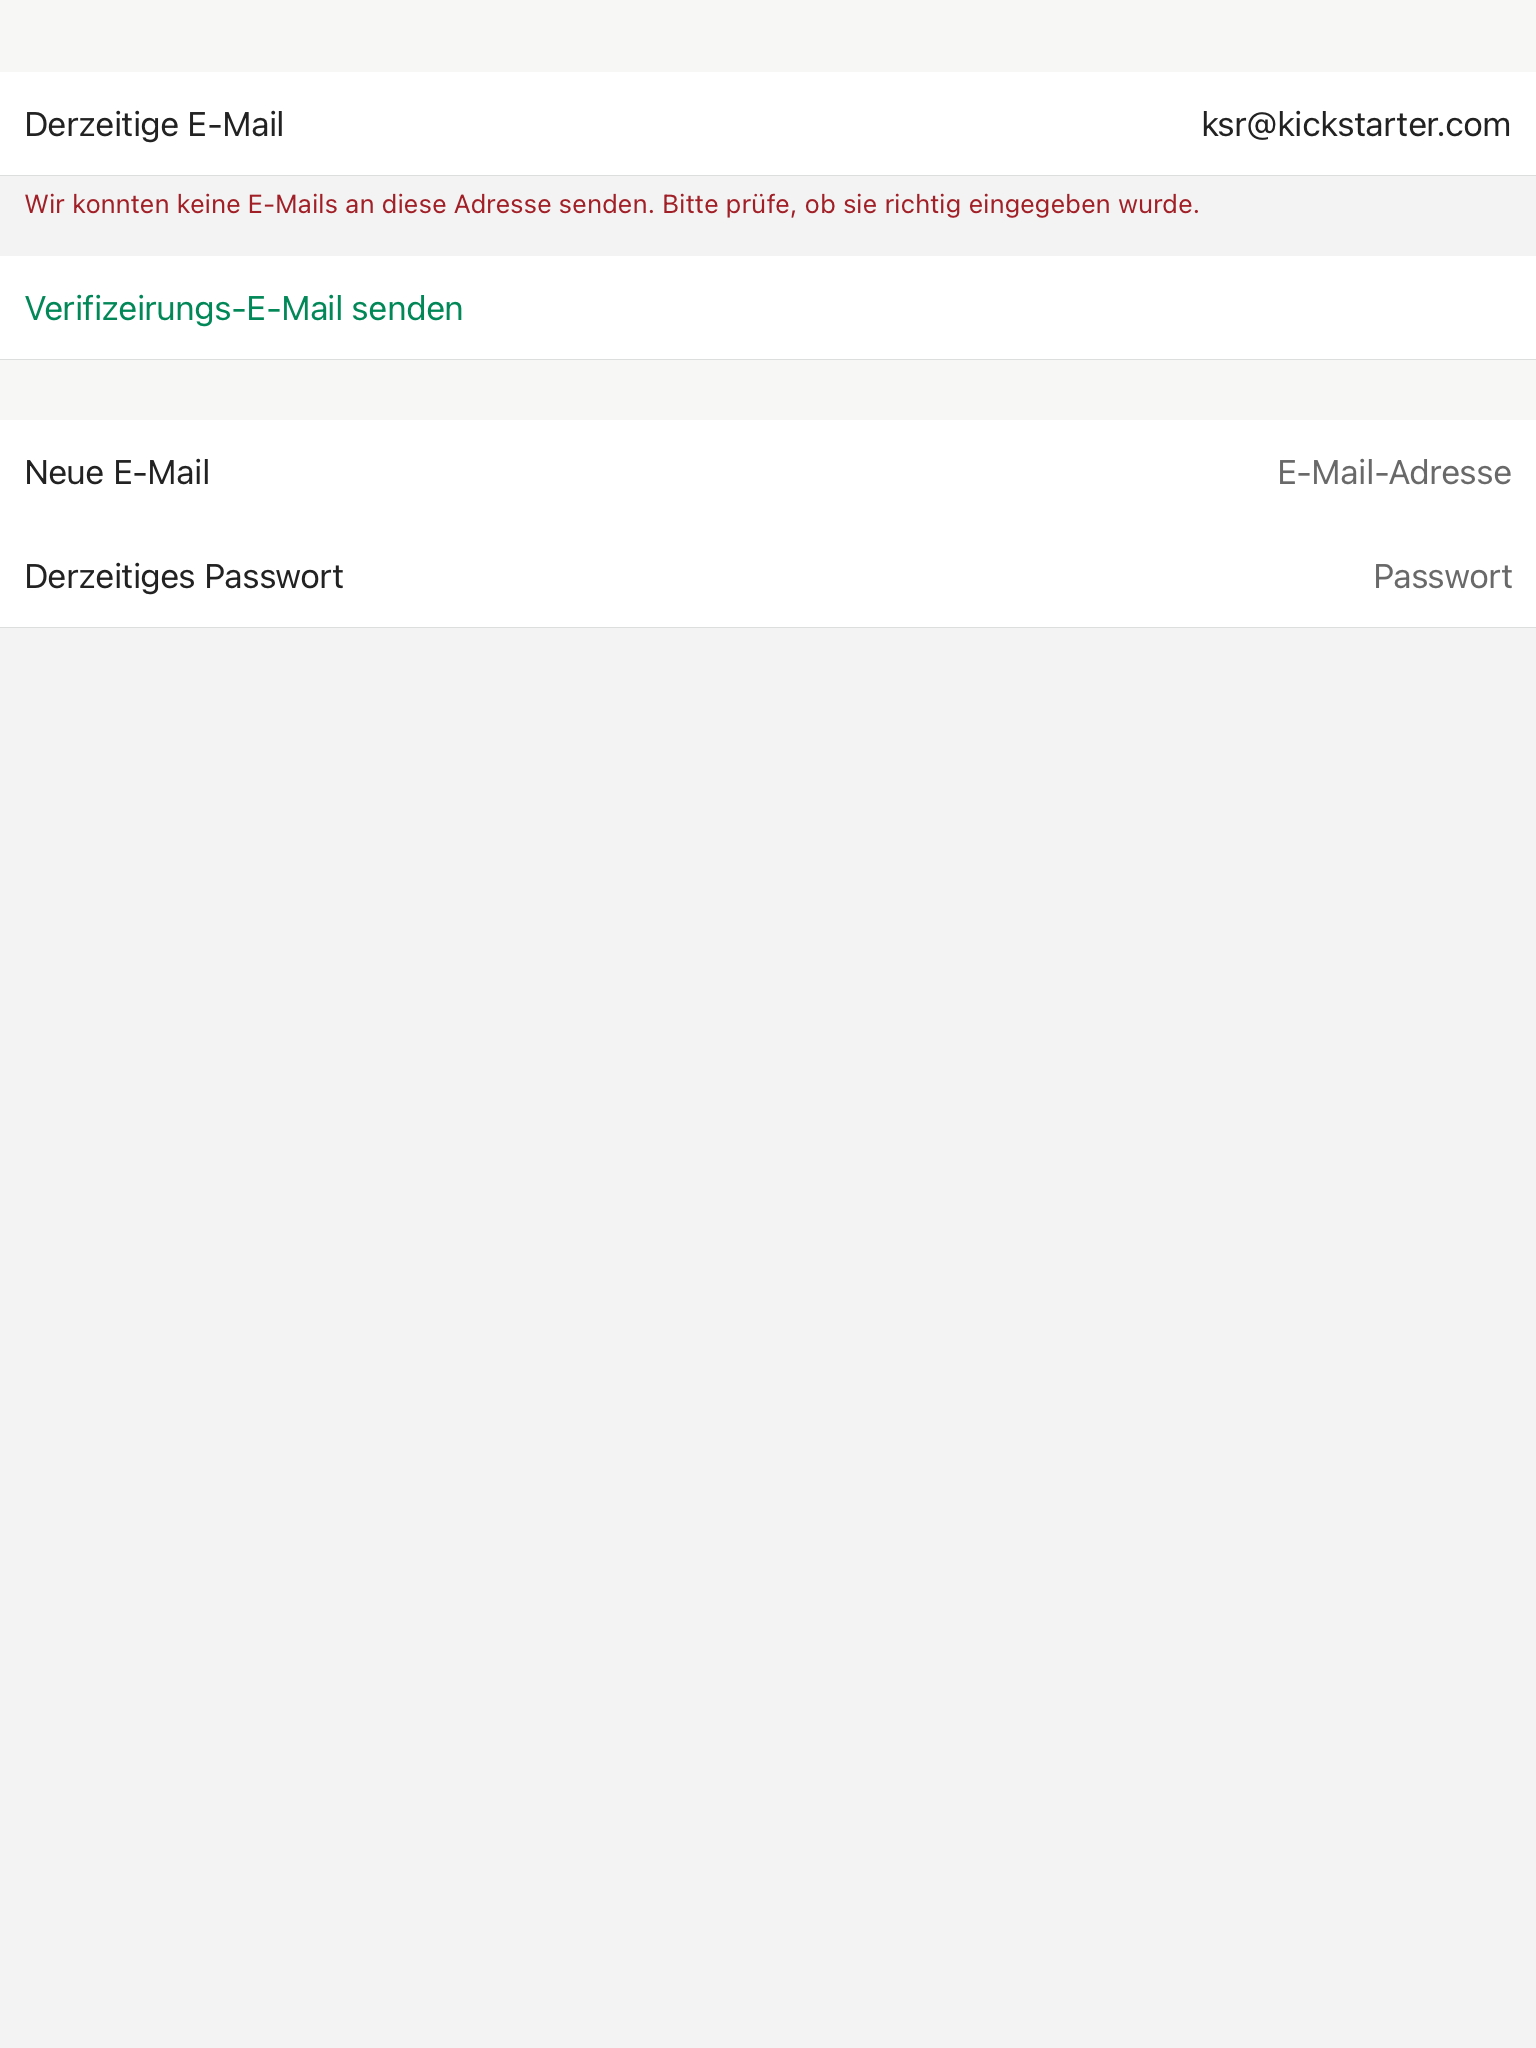 Derzeitige E-Mail ksr@kickstarter.com
Wir konnten keine E-Mails an diese Adresse senden. Bitte prüfe, ob sie richtig eingegeben wurde.
Verifizeirungs-E-Mail senden
Neue E-Mail E-Mail-Adresse
Derzeitiges Passwort Passwort